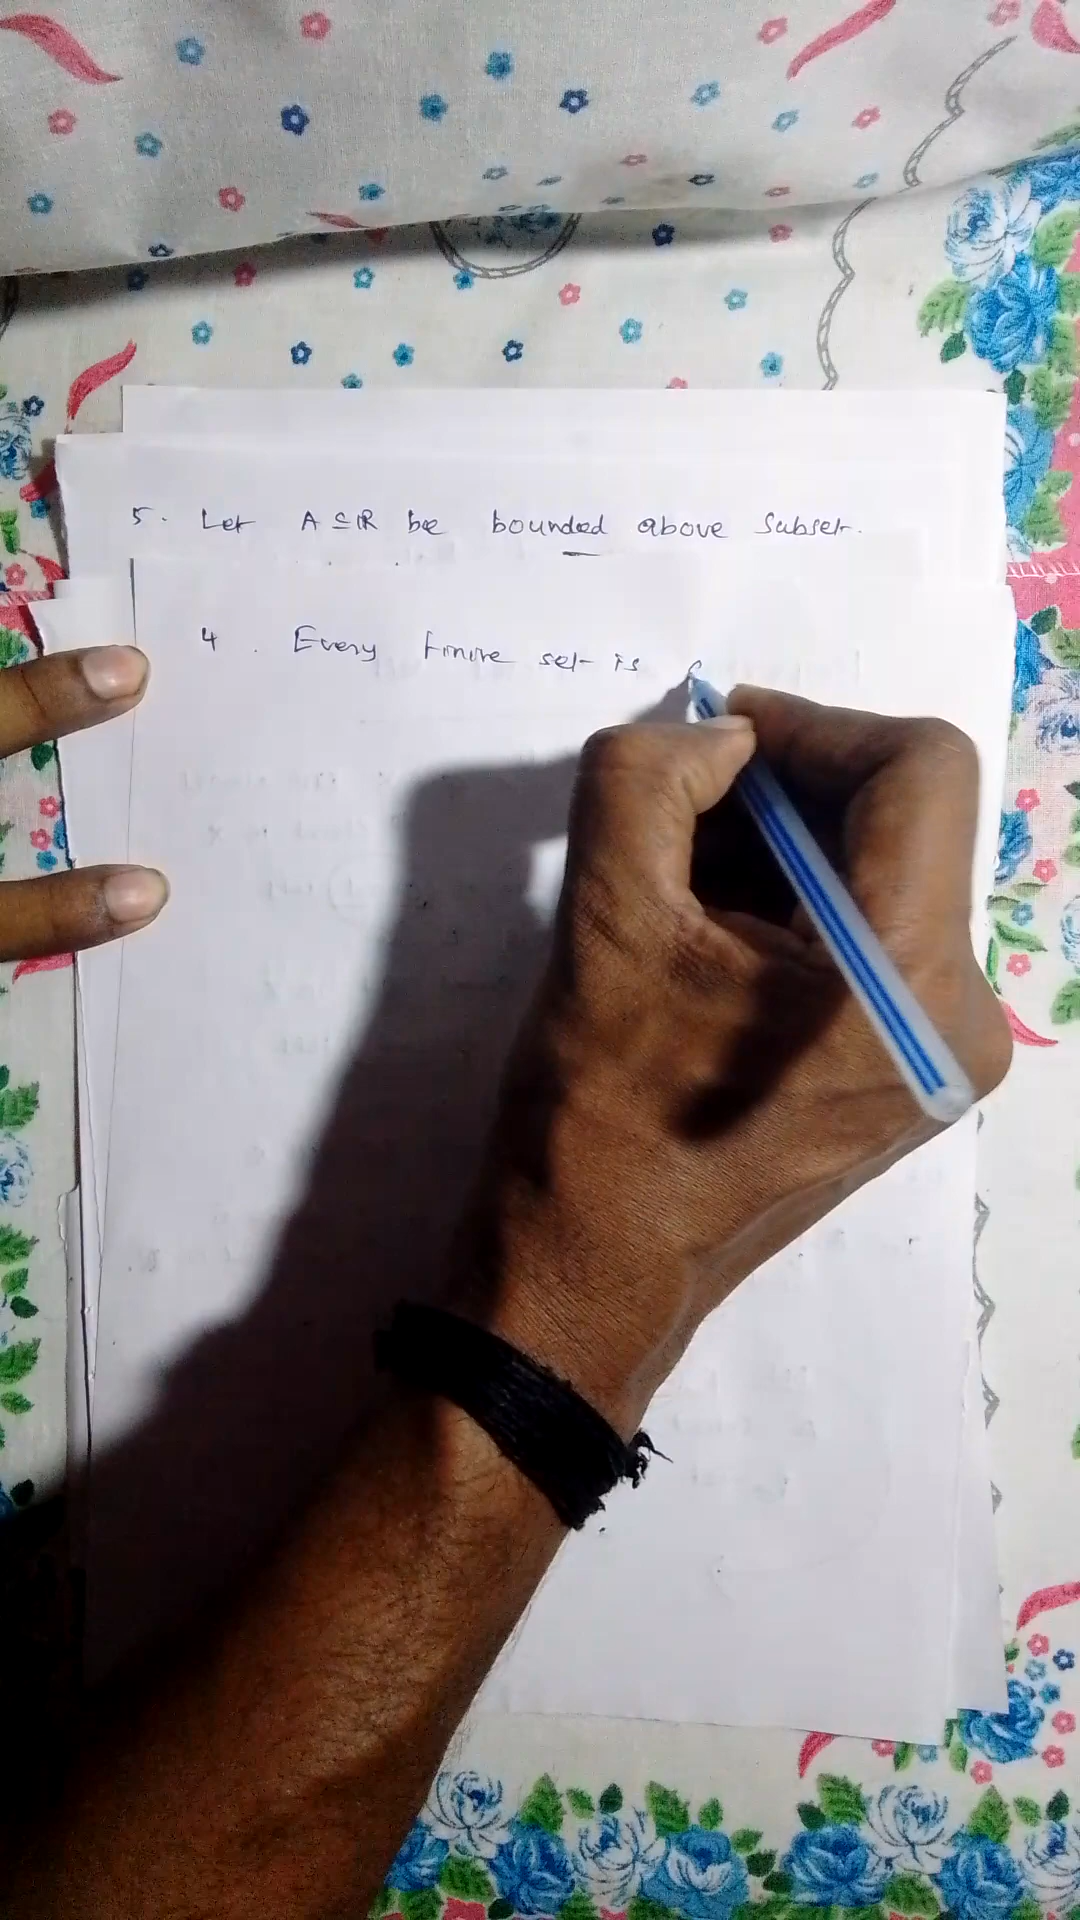 5. Let A ⊆ ℝ be bounded above subset.
4. Every finite set is